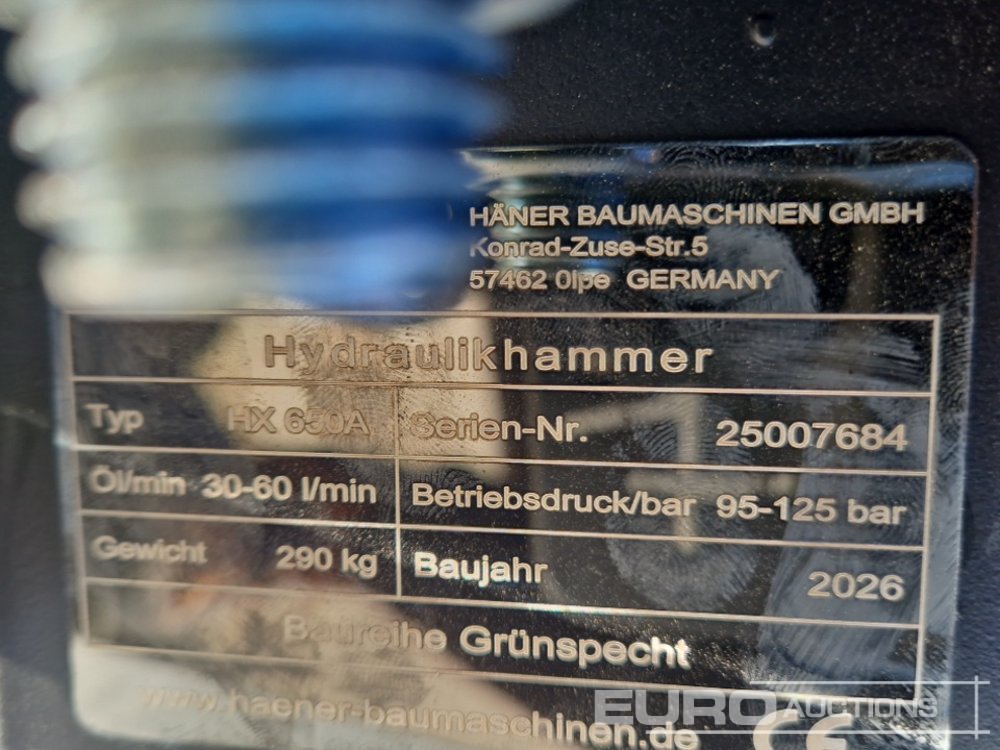 HÄNER BAUMASCHINEN GMBH
Konrad-Zuse-Str.5
57462 Olpe GERMANY
Hydraulikhammer
Typ HX 650A Serien-Nr. 25007684
Öl/min 30-60 l/min Betriebsdruck/bar 95-125 bar
Gewicht 290 kg Baujahr 2026
Baureihe Grünspecht
www.haener-baumaschinen.de CE
EURO AUCTIONS